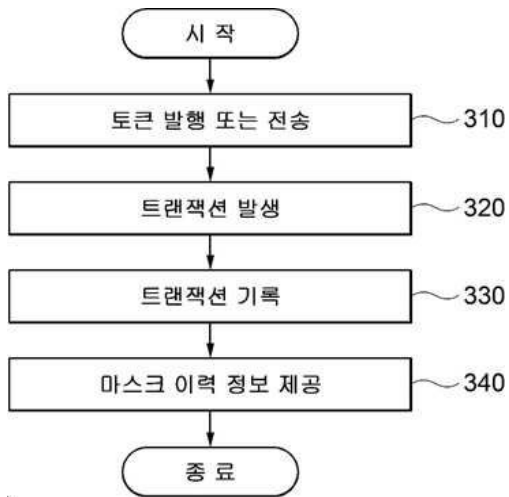 시 작
토큰 발행 또는 전송
310
트랜잭션 발생
320
트랜잭션 기록
330
마스크 이력 정보 제공
340
종 료